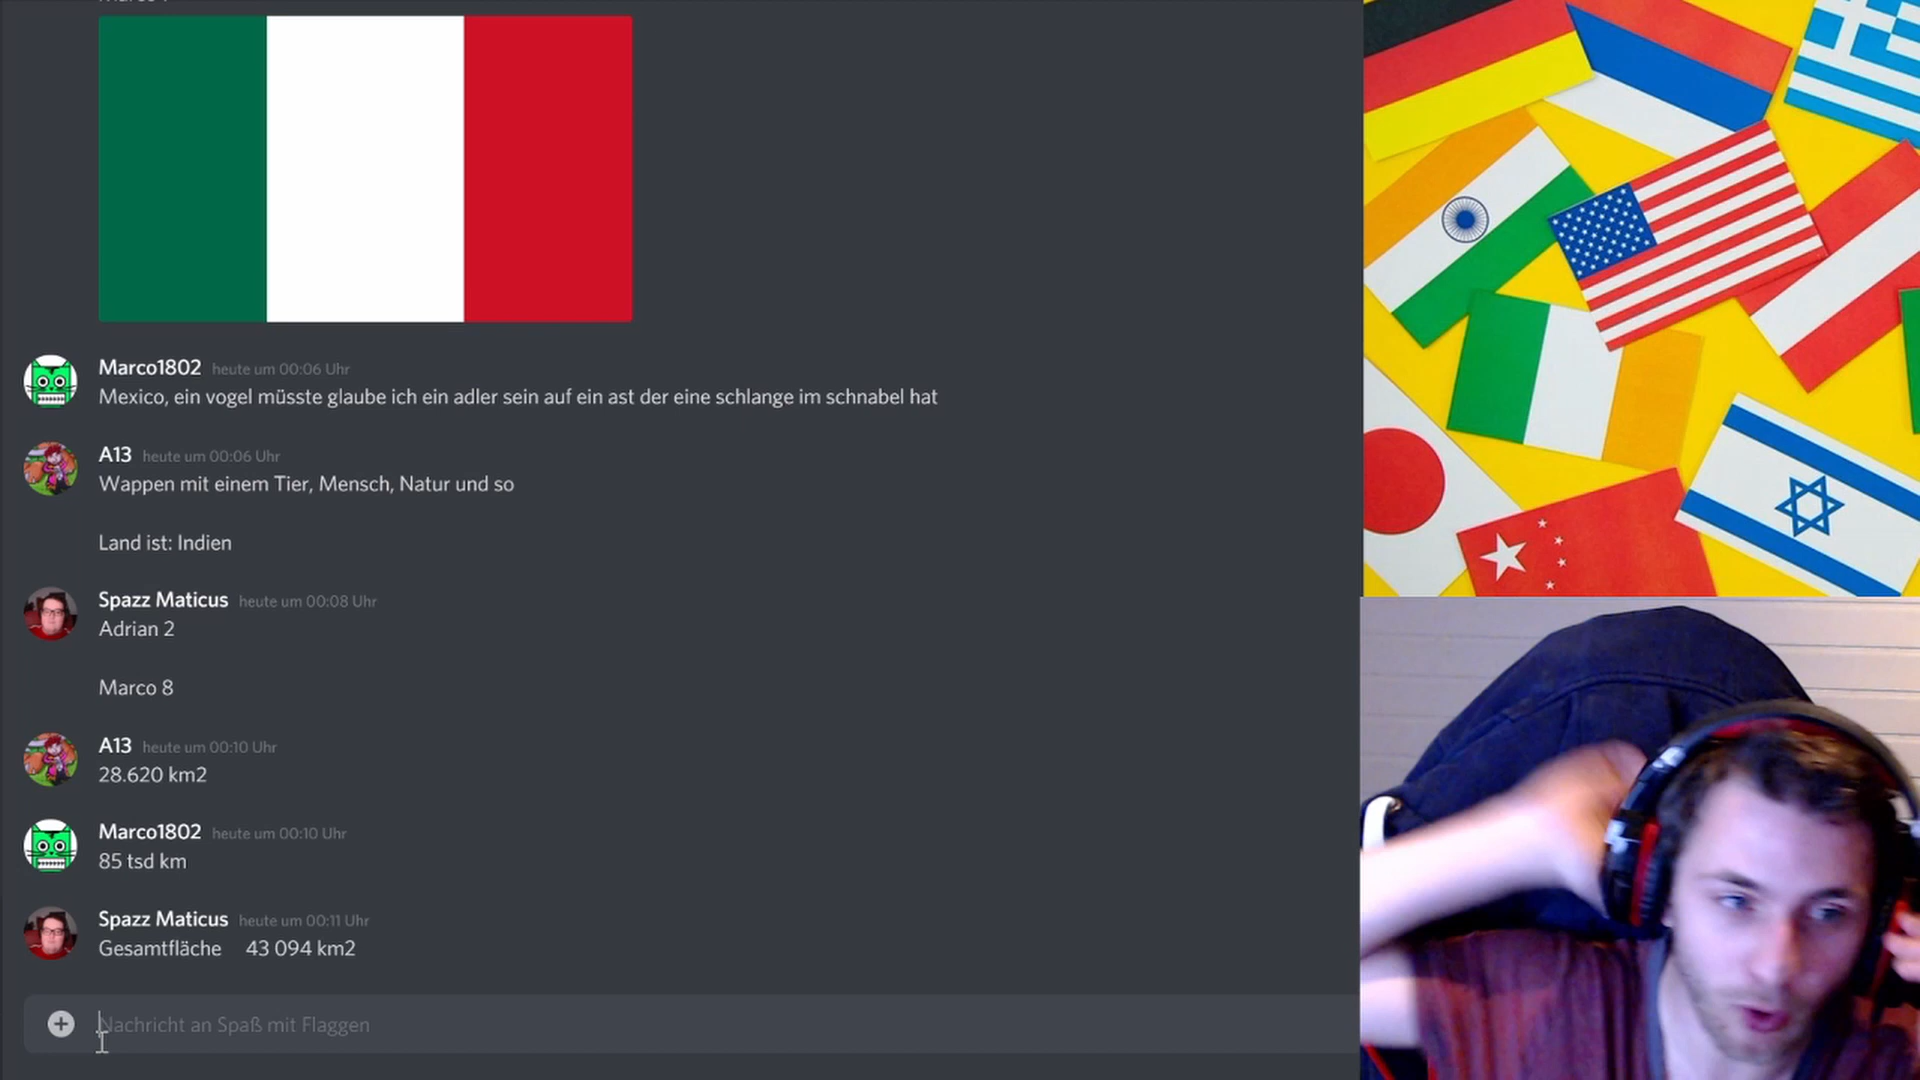 Marco1802 heute um 00:06 Uhr
Mexico, ein vogel müsste glaube ich ein adler sein auf ein ast der eine schlange im schnabel hat
A13 heute um 00:06 Uhr
Wappen mit einem Tier, Mensch, Natur und so
Land ist: Indien
Spazz Maticus heute um 00:08 Uhr
Adrian 2
Marco 8
A13 heute um 00:10 Uhr
28.620 km2
Marco1802 heute um 00:10 Uhr
85 tsd km
Spazz Maticus heute um 00:11 Uhr
Gesamtfläche 43 094 km2
Nachricht an Spaß mit Flaggen